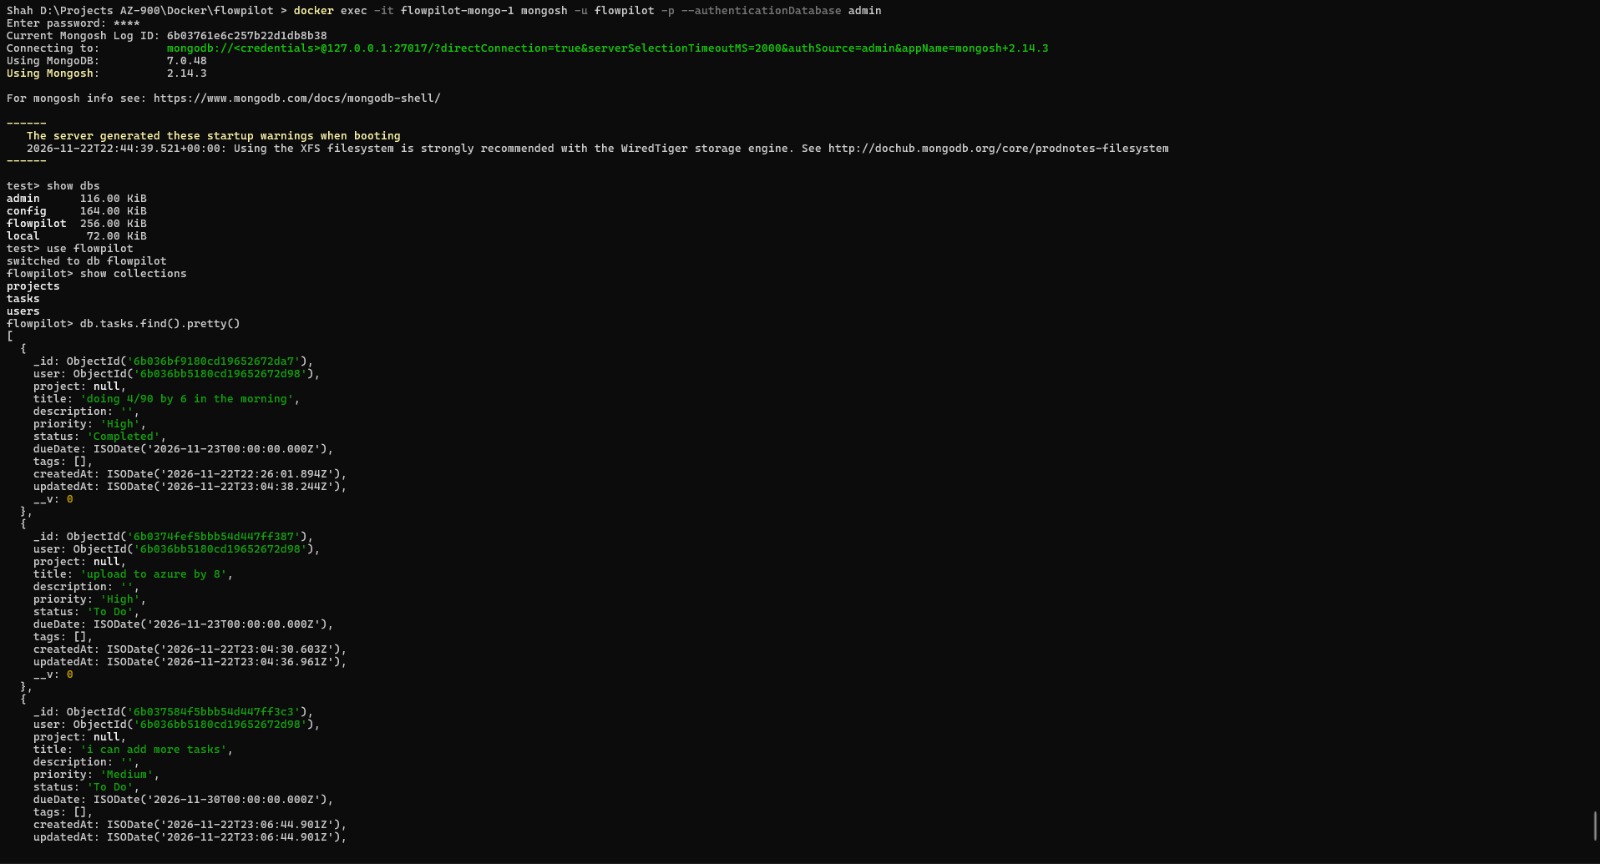 Shah D:\Projects AZ-900\Docker\flowpilot > docker exec -it flowpilot-mongo-1 mongosh -u flowpilot -p --authenticationDatabase admin
Enter password: ****
Current Mongosh Log ID: 6b03761e6c257b22d1db8b38
Connecting to:          mongodb://<credentials>@127.0.0.1:27017/?directConnection=true&serverSelectionTimeoutMS=2000&authSource=admin&appName=mongosh+2.14.3
Using MongoDB:          7.0.48
Using Mongosh:          2.14.3
For mongosh info see: https://www.mongodb.com/docs/mongodb-shell/
------
   The server generated these startup warnings when booting
   2026-11-22T22:44:39.521+00:00: Using the XFS filesystem is strongly recommended with the WiredTiger storage engine. See http://dochub.mongodb.org/core/prodnotes-filesystem
------
test> show dbs
admin      116.00 KiB
config     164.00 KiB
flowpilot  256.00 KiB
local       72.00 KiB
test> use flowpilot
switched to db flowpilot
flowpilot> show collections
projects
tasks
users
flowpilot> db.tasks.find().pretty()
[
  {
    _id: ObjectId('6b036bf9180cd19652672da7'),
    user: ObjectId('6b036bb5180cd19652672d98'),
    project: null,
    title: 'doing 4/90 by 6 in the morning',
    description: '',
    priority: 'High',
    status: 'Completed',
    dueDate: ISODate('2026-11-23T00:00:00.000Z'),
    tags: [],
    createdAt: ISODate('2026-11-22T22:26:01.894Z'),
    updatedAt: ISODate('2026-11-22T23:04:38.244Z'),
    __v: 0
  },
  {
    _id: ObjectId('6b0374fef5bbb54d447ff387'),
    user: ObjectId('6b036bb5180cd19652672d98'),
    project: null,
    title: 'upload to azure by 8',
    description: '',
    priority: 'High',
    status: 'To Do',
    dueDate: ISODate('2026-11-23T00:00:00.000Z'),
    tags: [],
    createdAt: ISODate('2026-11-22T23:04:30.603Z'),
    updatedAt: ISODate('2026-11-22T23:04:36.961Z'),
    __v: 0
  },
  {
    _id: ObjectId('6b037584f5bbb54d447ff3c3'),
    user: ObjectId('6b036bb5180cd19652672d98'),
    project: null,
    title: 'i can add more tasks',
    description: '',
    priority: 'Medium',
    status: 'To Do',
    dueDate: ISODate('2026-11-30T00:00:00.000Z'),
    tags: [],
    createdAt: ISODate('2026-11-22T23:06:44.901Z'),
    updatedAt: ISODate('2026-11-22T23:06:44.901Z'),